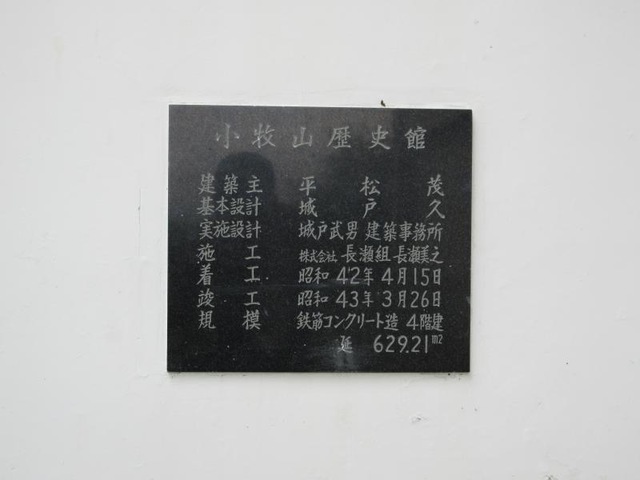 小牧山歴史館
建築主 平松茂
基本設計 城戸久
実施設計 城戸武男建築事務所
施工 株式会社 長瀬組 長瀬美之
着工 昭和 42年 4月15日
竣工 昭和 43年 3月26日
規模 鉄筋コンクリート造 4階建
延 629.21m2